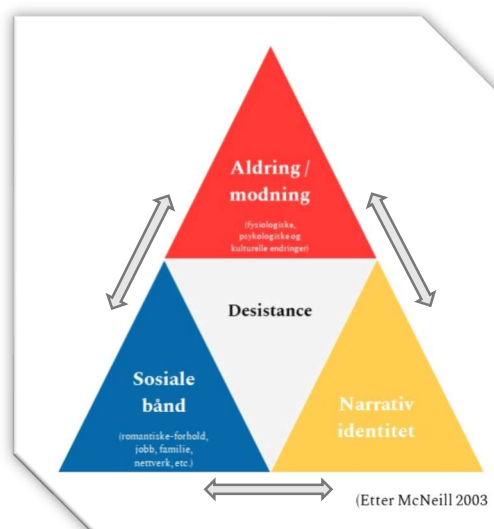 Aldring /
modning
(fysiologiske,
psykologiske og
kulturelle endringer)
Desistance
Sosiale
bånd
(romantiske-forhold,
jobb, familie,
nettverk, etc.)
Narrativ
identitet
(Etter McNeill 2003